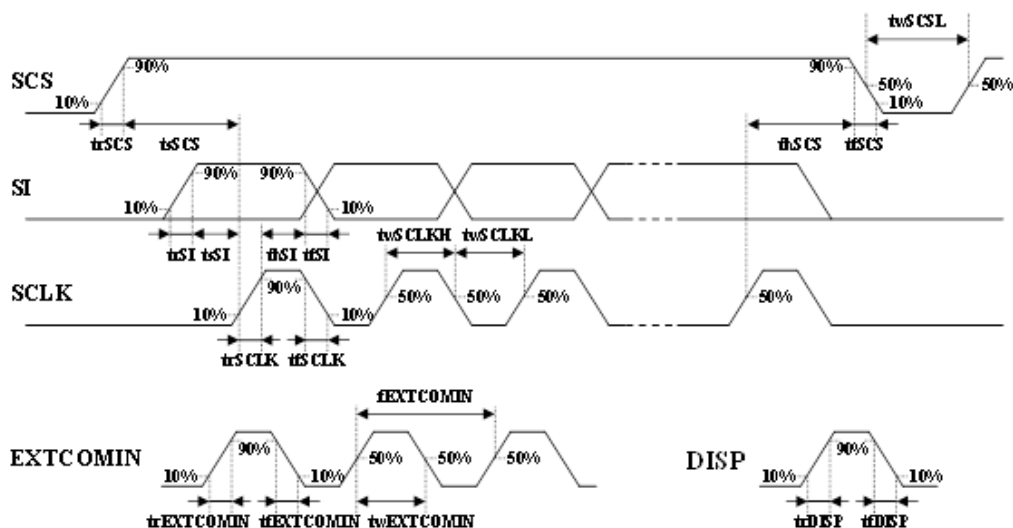 twSCSL
SCS 10% 90% 90% 50% 10% 50%
trSCS tsSCS thSCS tfSCS
SI 10% 90% 90% 10%
trSI tsSI thSI tfSI twSCLKH twSCLKL
SCLK 10% 90% 10% 50% 50% 50% 50%
trSCLK tfSCLK
fEXTCOMIN
EXTCOMIN 10% 90% 10% 50% 50% 50% DISP 10% 90% 10%
trEXTCOMIN tfEXTCOMIN twEXTCOMIN trDISP tfDISP